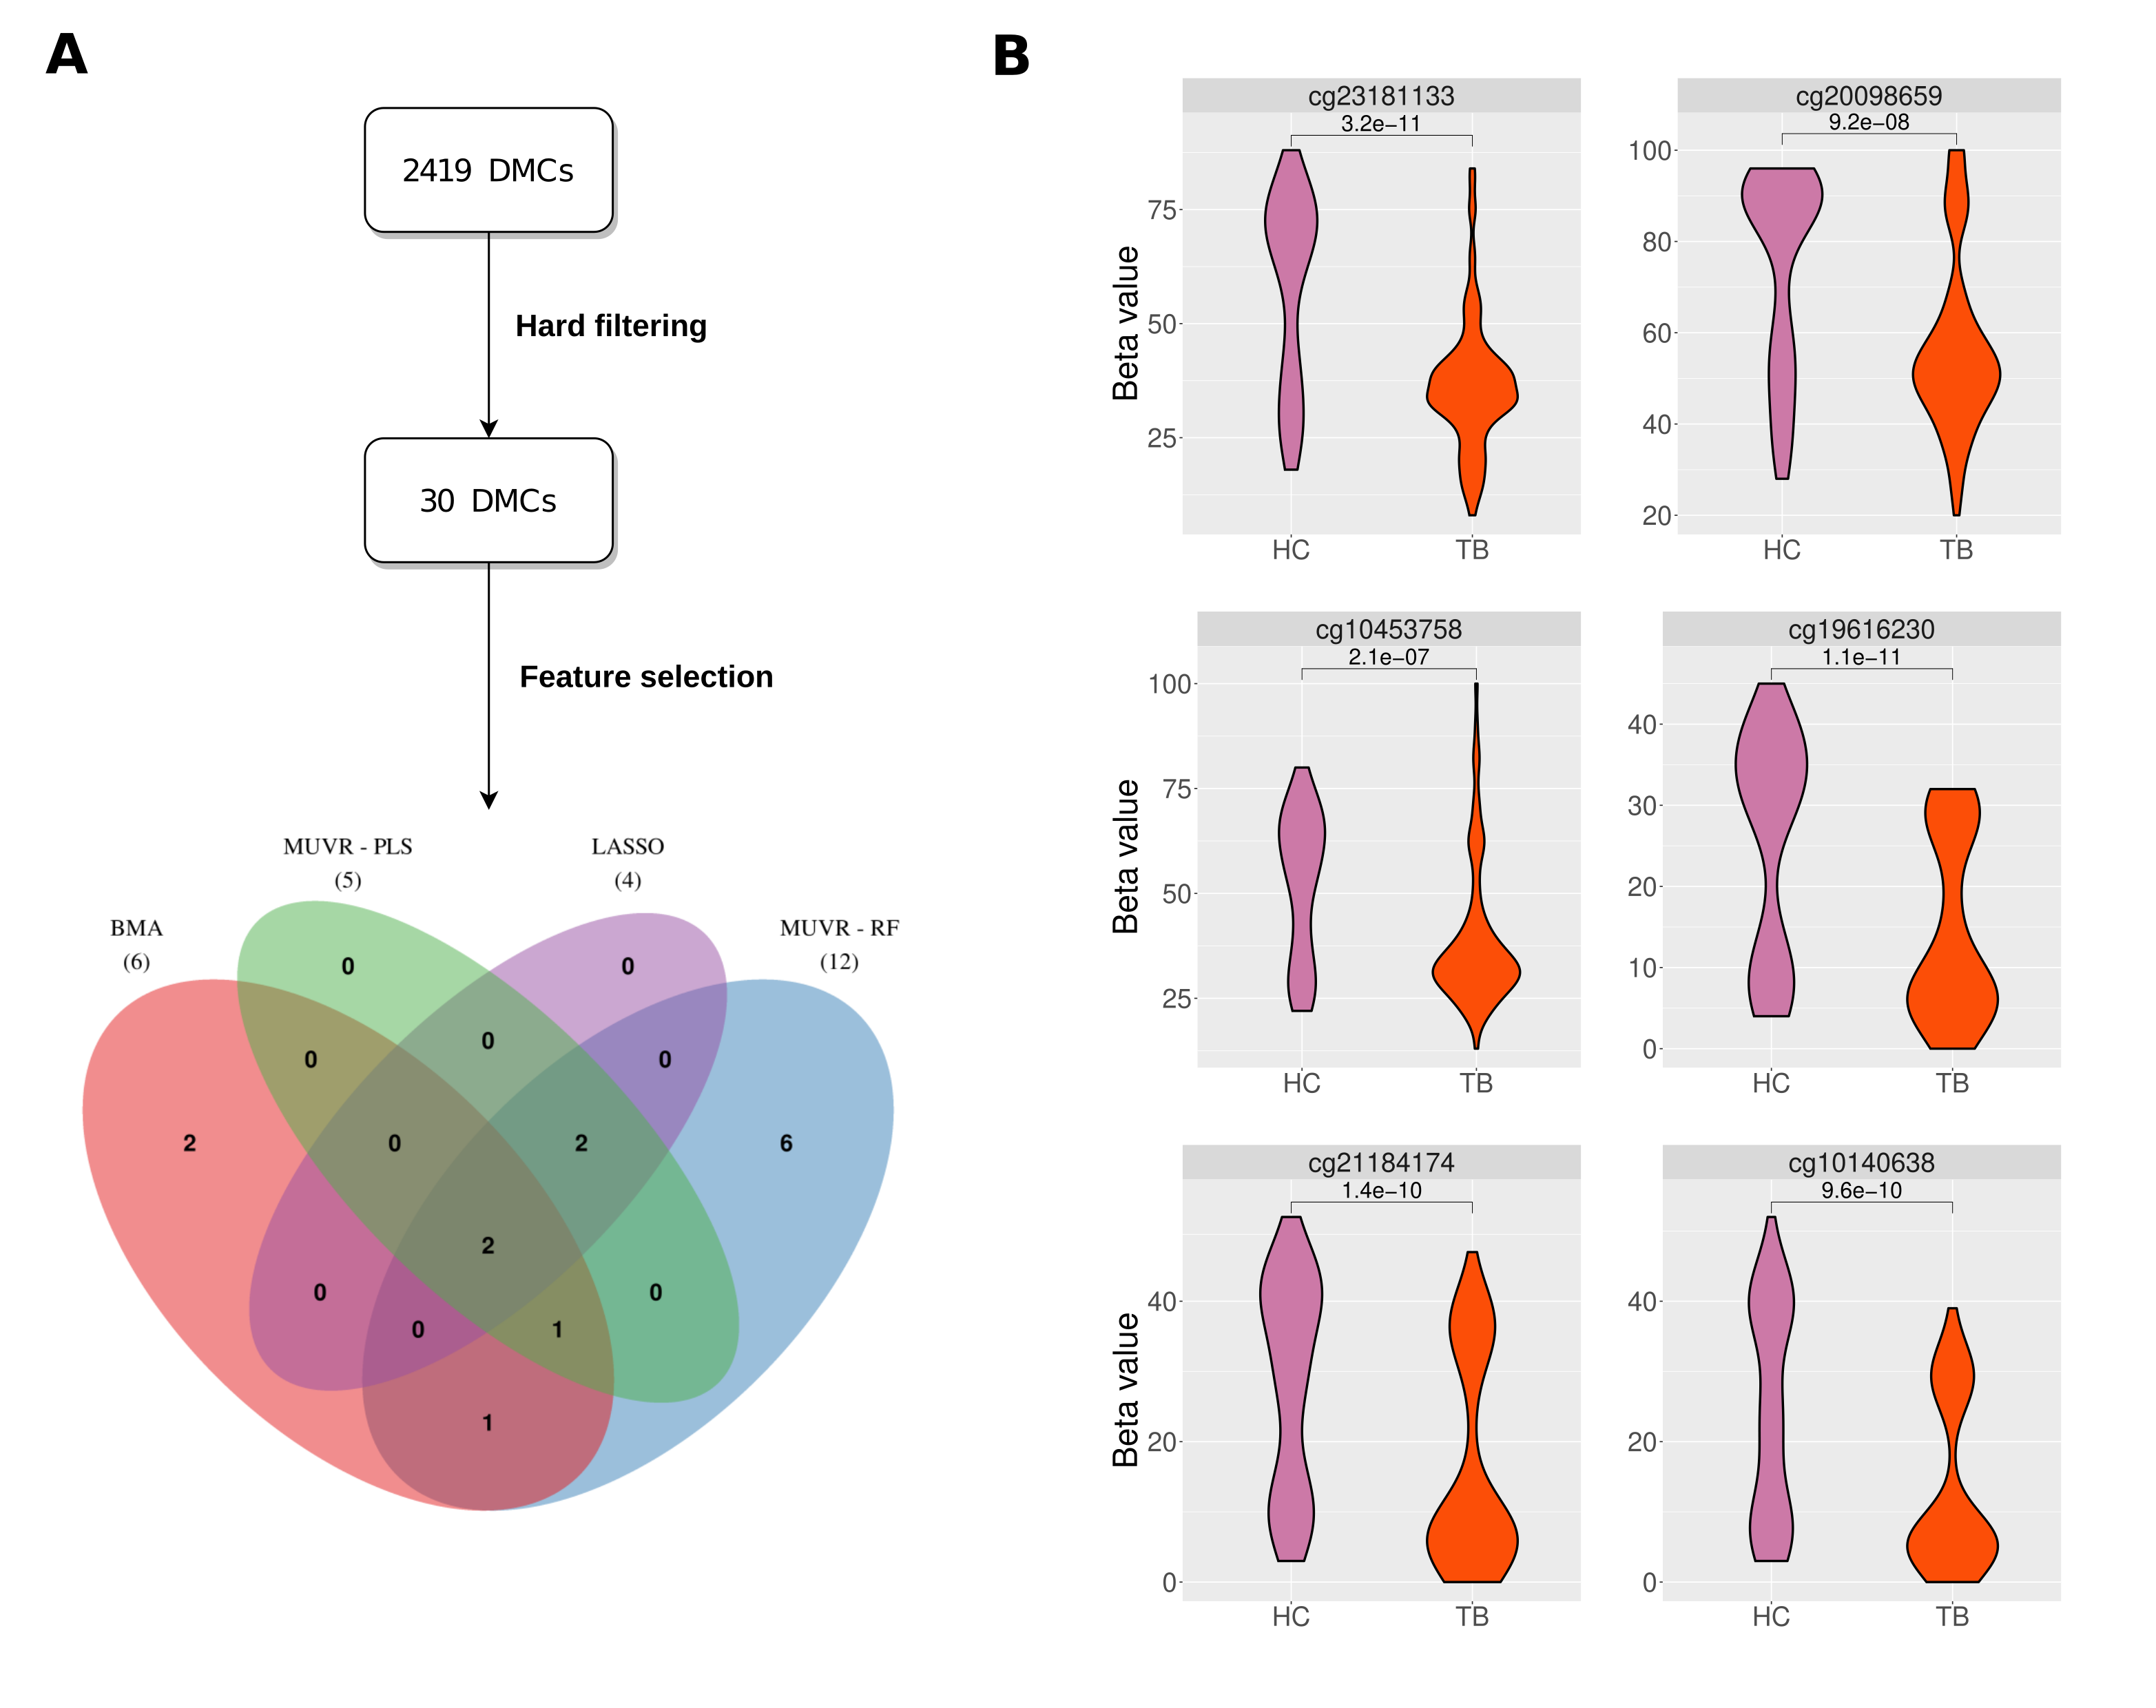 A
2419 DMCs
Hard filtering
30 DMCs
Feature selection
MUVR - PLS
(5)
LASSO
(4)
BMA
(6)
MUVR - RF
(12)
0
0
0
0
0
2
0
2
6
2
0
0
0
1
1
B
cg23181133
3.2e−11
Beta value
75
50
25
HC
TB
cg20098659
9.2e−08
100
80
60
40
20
HC
TB
cg10453758
2.1e−07
Beta value
100
75
50
25
HC
TB
cg19616230
1.1e−11
40
30
20
10
0
HC
TB
cg21184174
1.4e−10
Beta value
40
20
0
HC
TB
cg10140638
9.6e−10
40
20
0
HC
TB